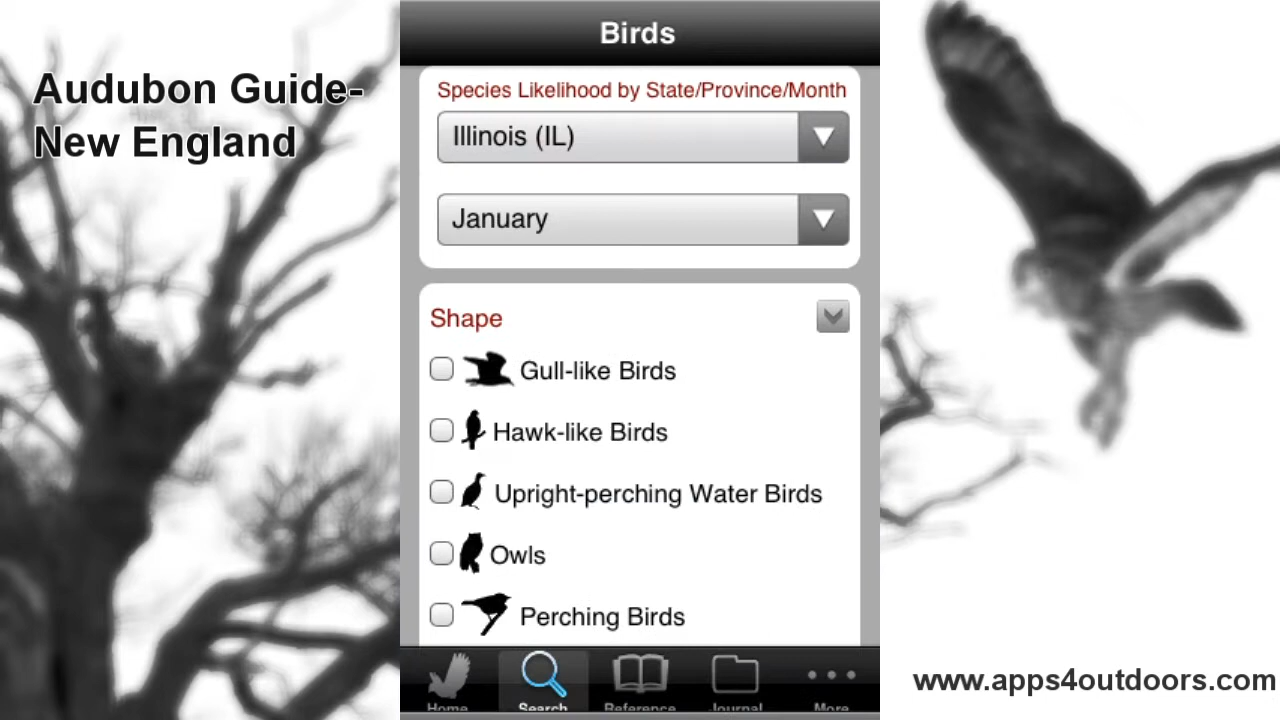 Audubon Guide-
New England
Birds
Species Likelihood by State/Province/Month
Illinois (IL)
January
Shape
Gull-like Birds
Hawk-like Birds
Upright-perching Water Birds
Owls
Perching Birds
Home
Search
Reference
Journal
More
www.apps4outdoors.com